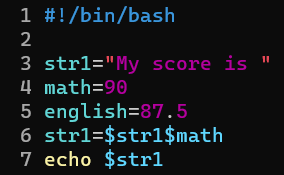 1 #!/bin/bash
2
3 str1="My score is "
4 math=90
5 english=87.5
6 str1=$str1$math
7 echo $str1